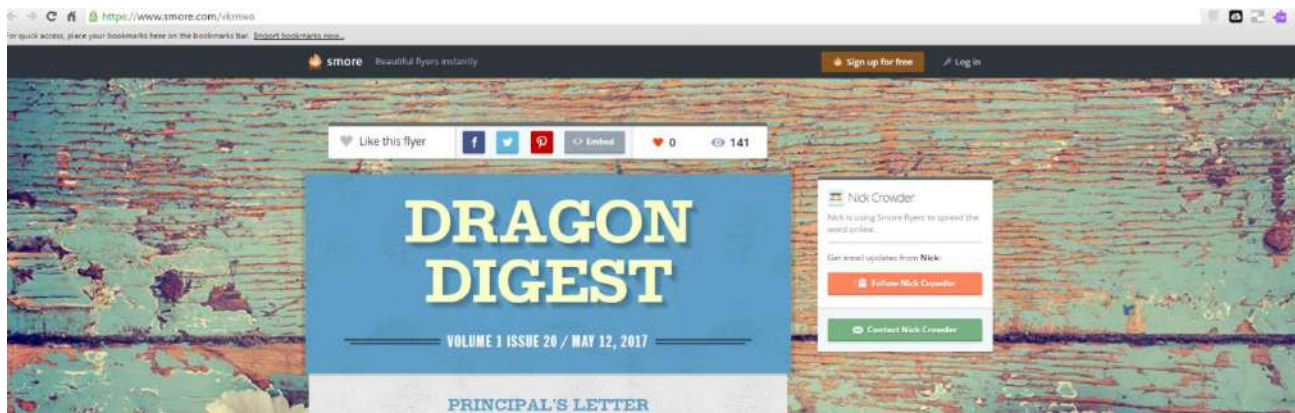 https://www.smore.com/vkmwa
For quick access, place your bookmarks here on the bookmarks bar. Import bookmarks now...
smore Beautiful flyers instantly Sign up for free Log in
Like this flyer f Embed 0 141
DRAGON
DIGEST
VOLUME 1 ISSUE 20 / MAY 12, 2017
PRINCIPAL'S LETTER
Nick Crowder
Nick is using Smore flyers to spread the
word online.
Get email updates from Nick:
Follow Nick Crowder
Contact Nick Crowder